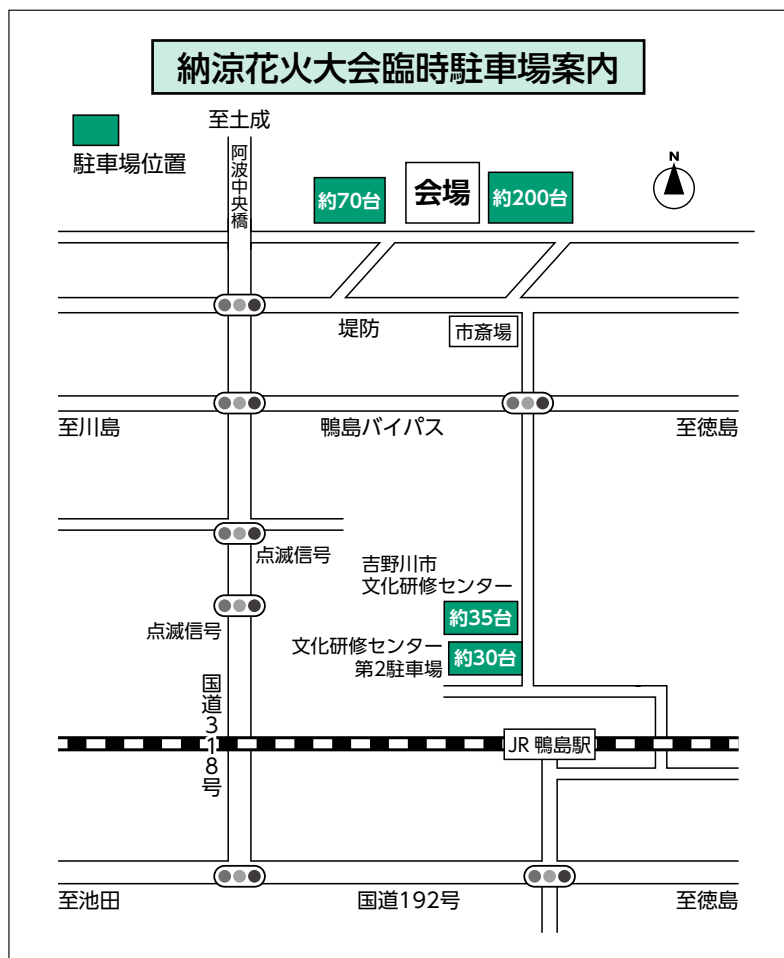 納涼花火大会臨時駐車場案内
至土成
駐車場位置
阿波中央橋
約70台
会場
約200台
N
堤防
市斎場
至川島
鴨島バイパス
至徳島
点滅信号
吉野川市
文化研修センター
約35台
点滅信号
文化研修センター
第2駐車場
約30台
国道318号
JR 鴨島駅
至池田
国道192号
至徳島